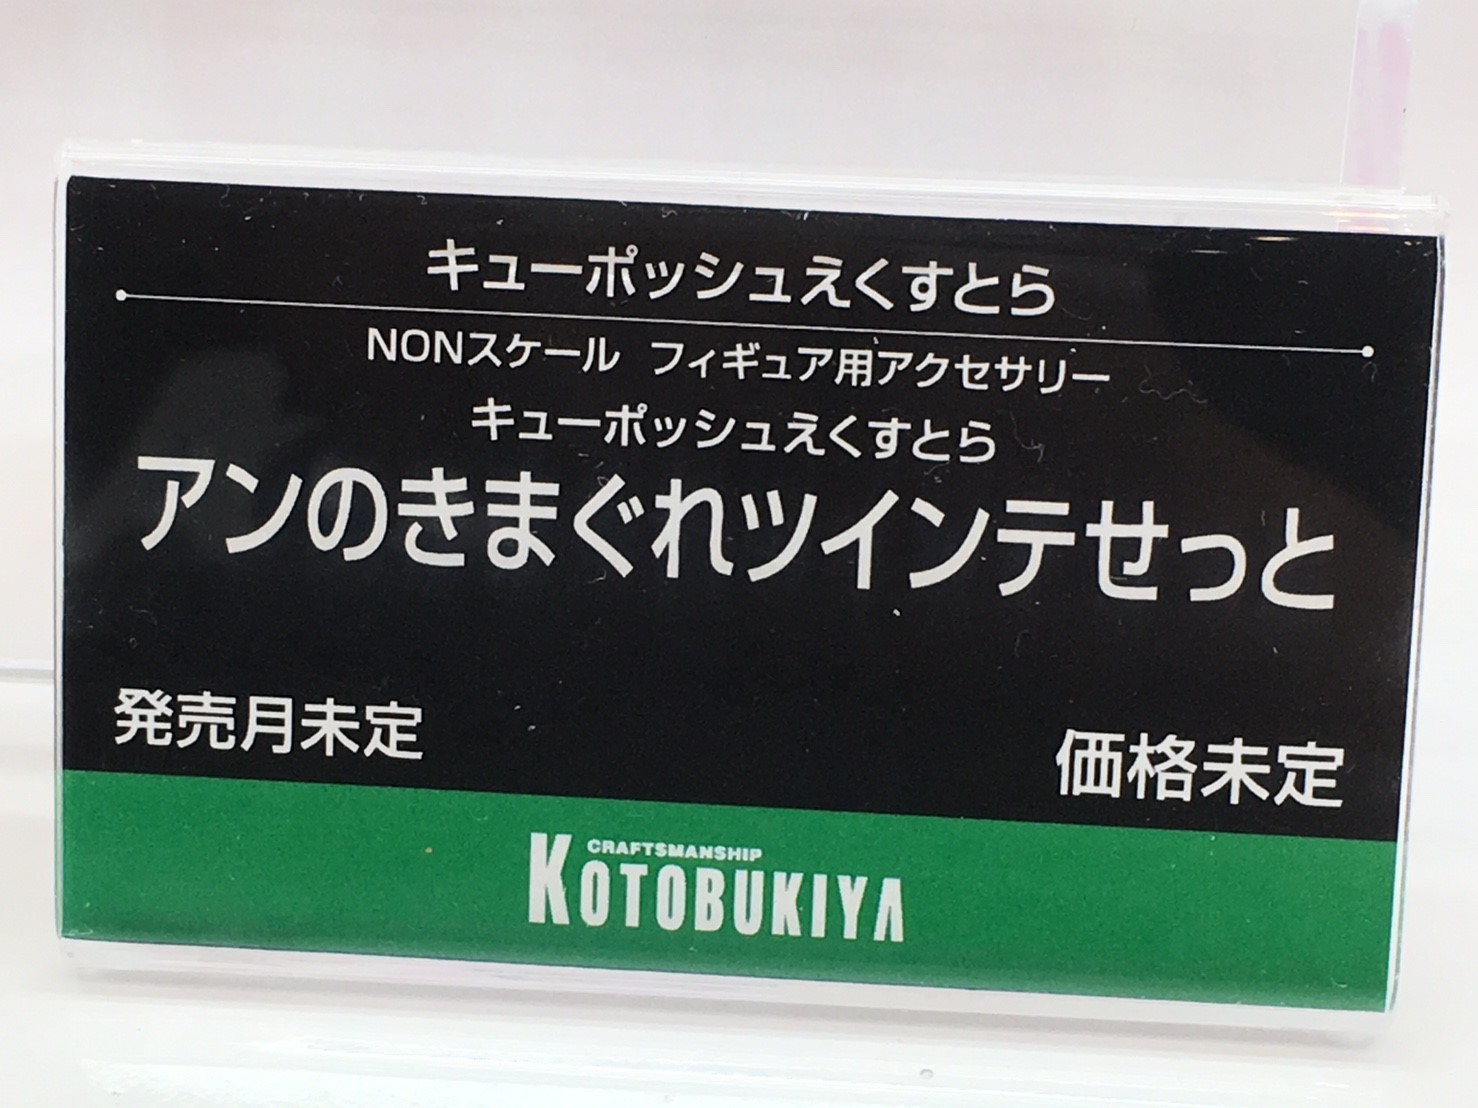 キューポッシュえくすとら
NONスケール フィギュア用アクセサリー
キューポッシュえくすとら
アンのきまぐれツインテせっと
発売月未定
価格未定
CRAFTSMANSHIP
KOTOBUKIYA